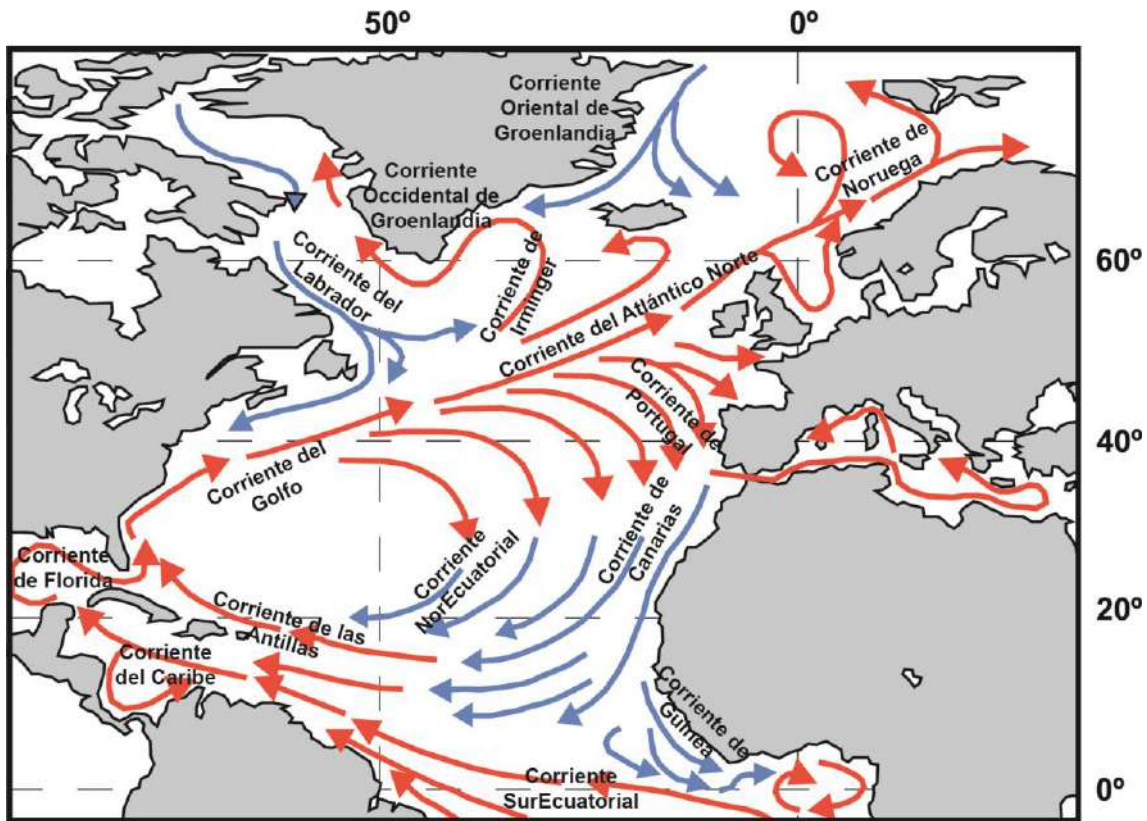 50º
0º
Corriente
Oriental de
Groenlandia
Corriente de
Noruega
Corriente
Occidental de
Groenlandia
60º
Corriente del
Labrador
Corriente de
Irminger
Corriente del Atlántico Norte
Corriente de
Portugal
40º
Corriente del
Golfo
Corriente de
Canarias
Corriente
NorEcuatorial
Corriente
de Florida
20º
Corriente de las
Antillas
Corriente
del Caribe
Corriente de
Guinea
Corriente
SurEcuatorial
0º